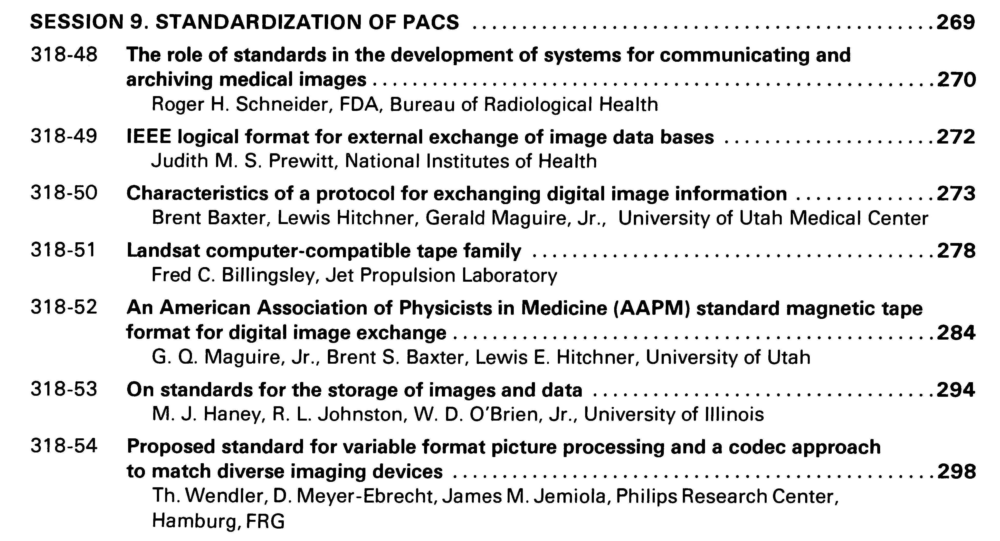 SESSION 9. STANDARDIZATION OF PACS ............................................... 269
318-48 The role of standards in the development of systems for communicating and
archiving medical images ......................................................... 270
Roger H. Schneider, FDA, Bureau of Radiological Health
318-49 IEEE logical format for external exchange of image data bases ..................... 272
Judith M. S. Prewitt, National Institutes of Health
318-50 Characteristics of a protocol for exchanging digital image information .............. 273
Brent Baxter, Lewis Hitchner, Gerald Maguire, Jr., University of Utah Medical Center
318-51 Landsat computer-compatible tape family ........................................ 278
Fred C. Billingsley, Jet Propulsion Laboratory
318-52 An American Association of Physicists in Medicine (AAPM) standard magnetic tape
format for digital image exchange ................................................ 284
G. Q. Maguire, Jr., Brent S. Baxter, Lewis E. Hitchner, University of Utah
318-53 On standards for the storage of images and data .................................. 294
M. J. Haney, R. L. Johnston, W. D. O'Brien, Jr., University of Illinois
318-54 Proposed standard for variable format picture processing and a codec approach
to match diverse imaging devices ................................................ 298
Th. Wendler, D. Meyer-Ebrecht, James M. Jemiola, Philips Research Center,
Hamburg, FRG